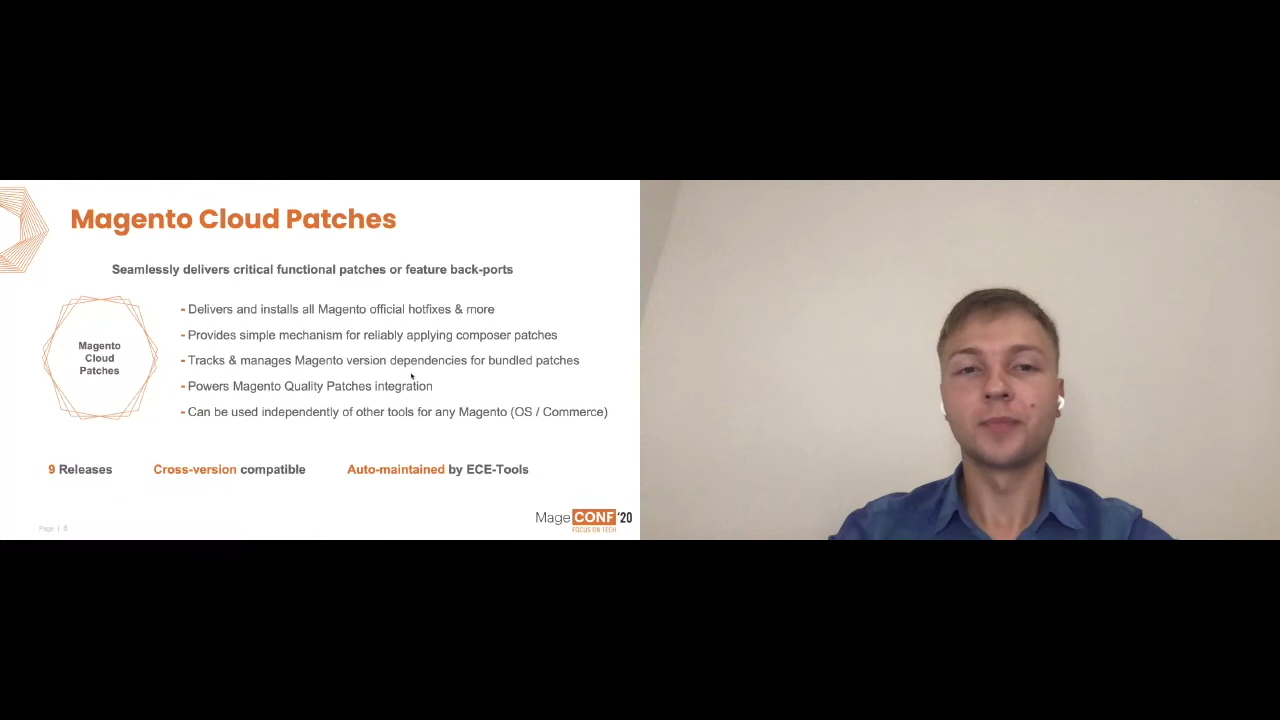 Magento Cloud Patches
Seamlessly delivers critical functional patches or feature back-ports
Magento
Cloud
Patches
- Delivers and installs all Magento official hotfixes & more
- Provides simple mechanism for reliably applying composer patches
- Tracks & manages Magento version dependencies for bundled patches
- Powers Magento Quality Patches integration
- Can be used independently of other tools for any Magento (OS / Commerce)
9 Releases
Cross-version compatible
Auto-maintained by ECE-Tools
Page | 8
Mage CONF '20
FOCUS ON TECH